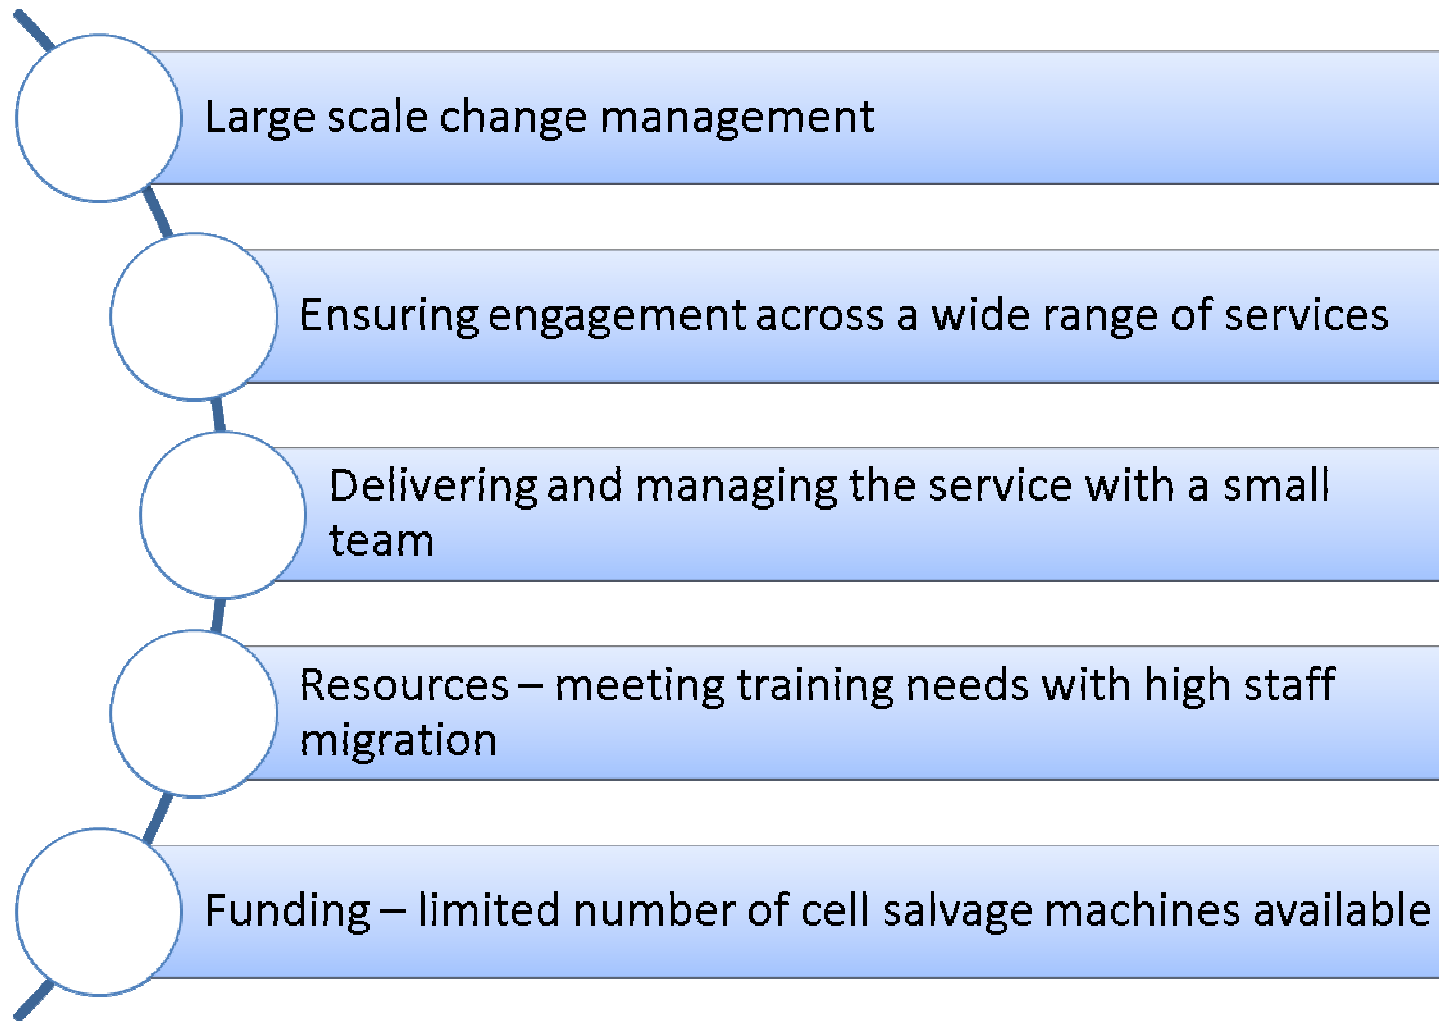 Large scale change management
Ensuring engagement across a wide range of services
Delivering and managing the service with a small
team
Resources – meeting training needs with high staff
migration
Funding – limited number of cell salvage machines available